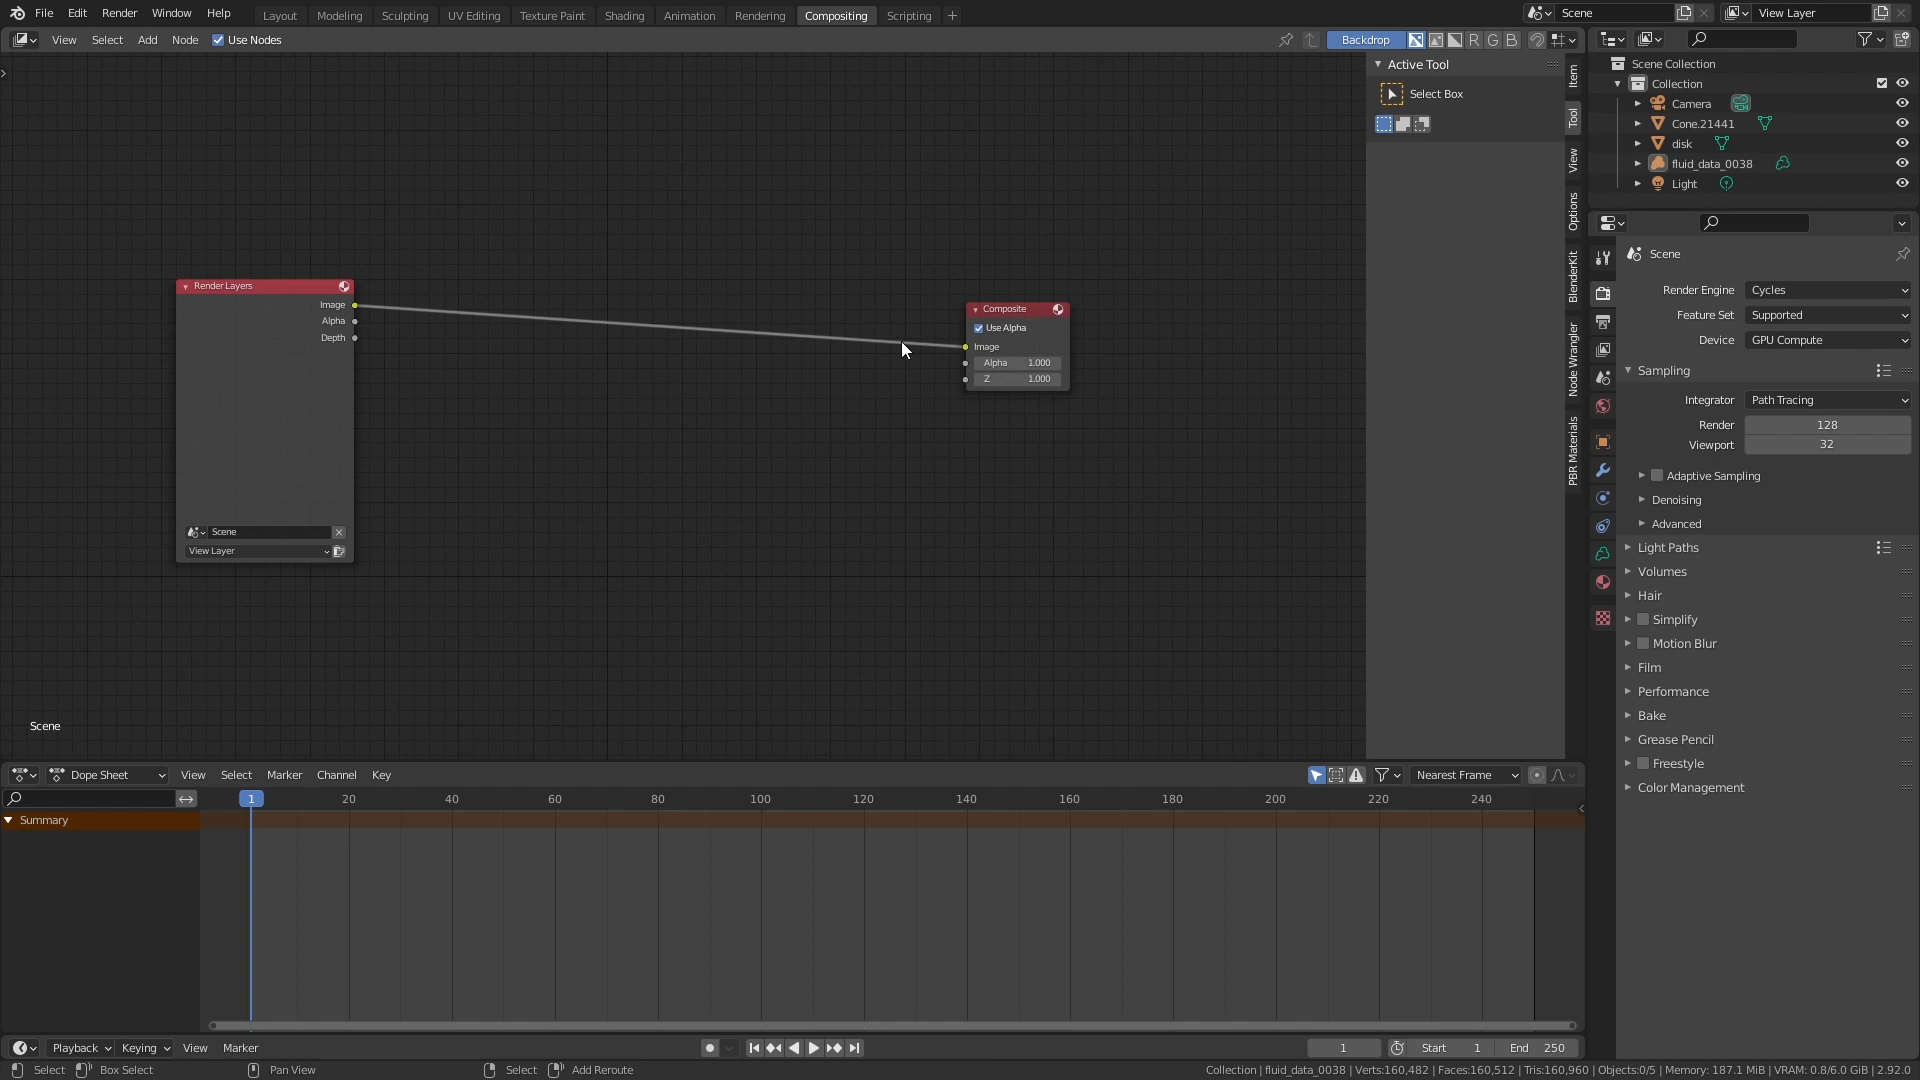 File Edit Render Window Help Layout Modeling Sculpting UV Editing Texture Paint Shading Animation Rendering Compositing Scripting + Scene View Layer
View Select Add Node Use Nodes Backdrop R G B
Active Tool
Select Box
Item
Tool
View
Options
BlenderKit
Node Wrangler
PBR Materials
Render Layers
Image
Alpha
Depth
Scene
View Layer
Composite
Use Alpha
Image
Alpha 1.000
Z 1.000
Scene
Scene Collection
Collection
Camera
Cone.21441
disk
fluid_data_0038
Light
Scene
Render Engine Cycles
Feature Set Supported
Device GPU Compute
Sampling
Integrator Path Tracing
Render 128
Viewport 32
Adaptive Sampling
Denoising
Advanced
Light Paths
Volumes
Hair
Simplify
Motion Blur
Film
Performance
Bake
Grease Pencil
Freestyle
Color Management
Dope Sheet View Select Marker Channel Key Nearest Frame
1 20 40 60 80 100 120 140 160 180 200 220 240
Summary
Playback Keying View Marker 1 Start 1 End 250
Select Box Select Pan View Select Add Reroute Collection | fluid_data_0038 | Verts:160,482 | Faces:160,512 | Tris:160,960 | Objects:0/5 | Memory: 187.1 MiB | VRAM: 0.8/6.0 GiB | 2.92.0